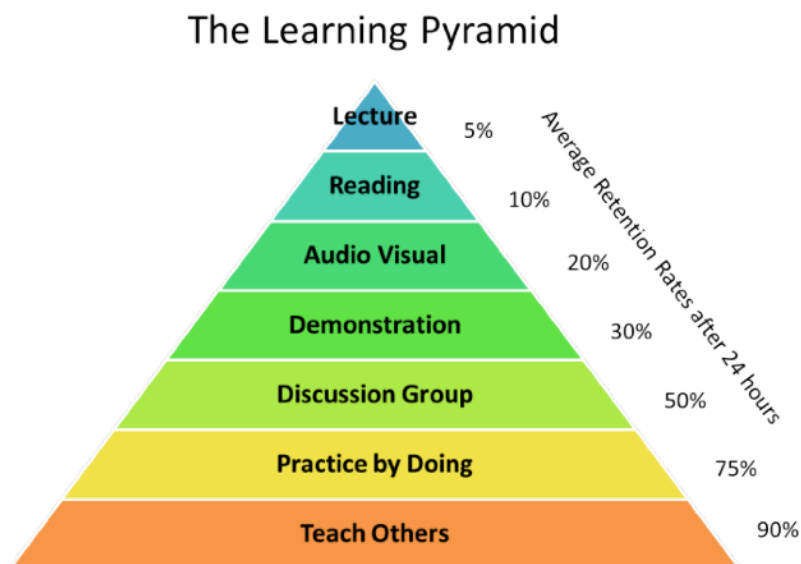 The Learning Pyramid
Lecture
5%
Reading
10%
Audio Visual
20%
Demonstration
30%
Discussion Group
50%
Practice by Doing
75%
Teach Others
90%
Average Retention Rates after 24 hours